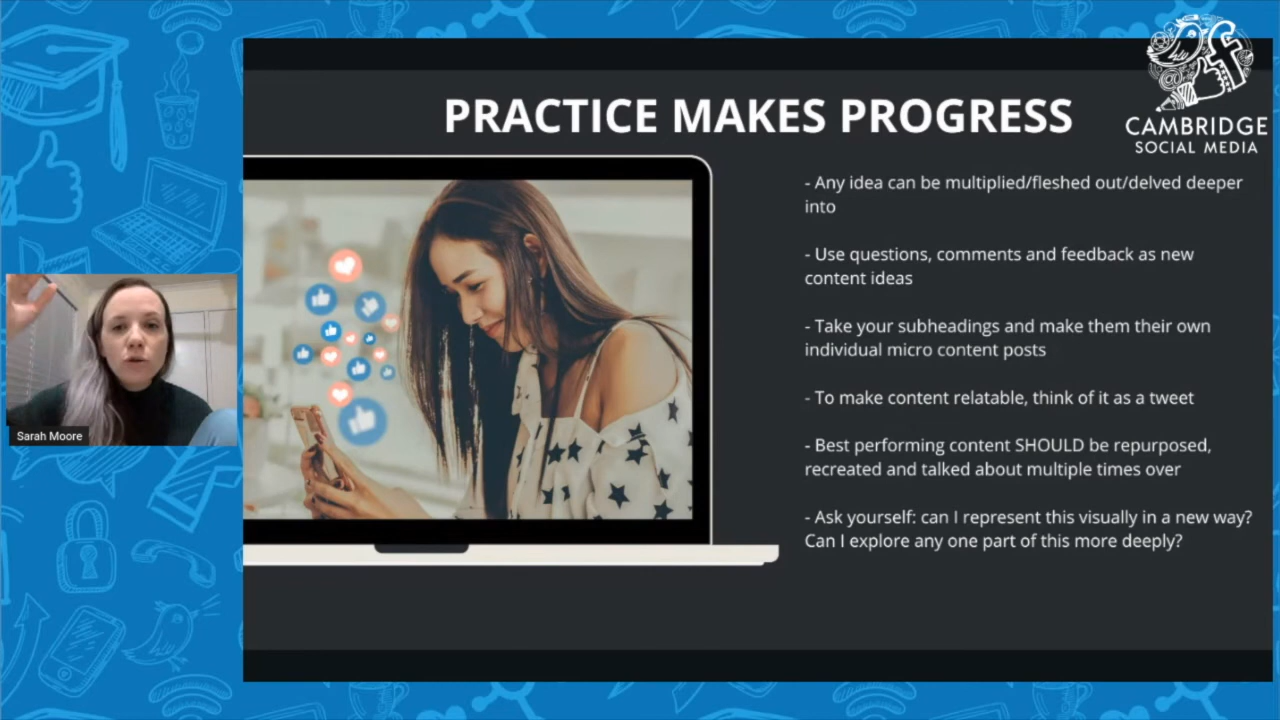 PRACTICE MAKES PROGRESS
CAMBRIDGE
SOCIAL MEDIA
- Any idea can be multiplied/fleshed out/delved deeper
into
- Use questions, comments and feedback as new
content ideas
- Take your subheadings and make them their own
individual micro content posts
- To make content relatable, think of it as a tweet
- Best performing content SHOULD be repurposed,
recreated and talked about multiple times over
- Ask yourself: can I represent this visually in a new way?
Can I explore any one part of this more deeply?
Sarah Moore